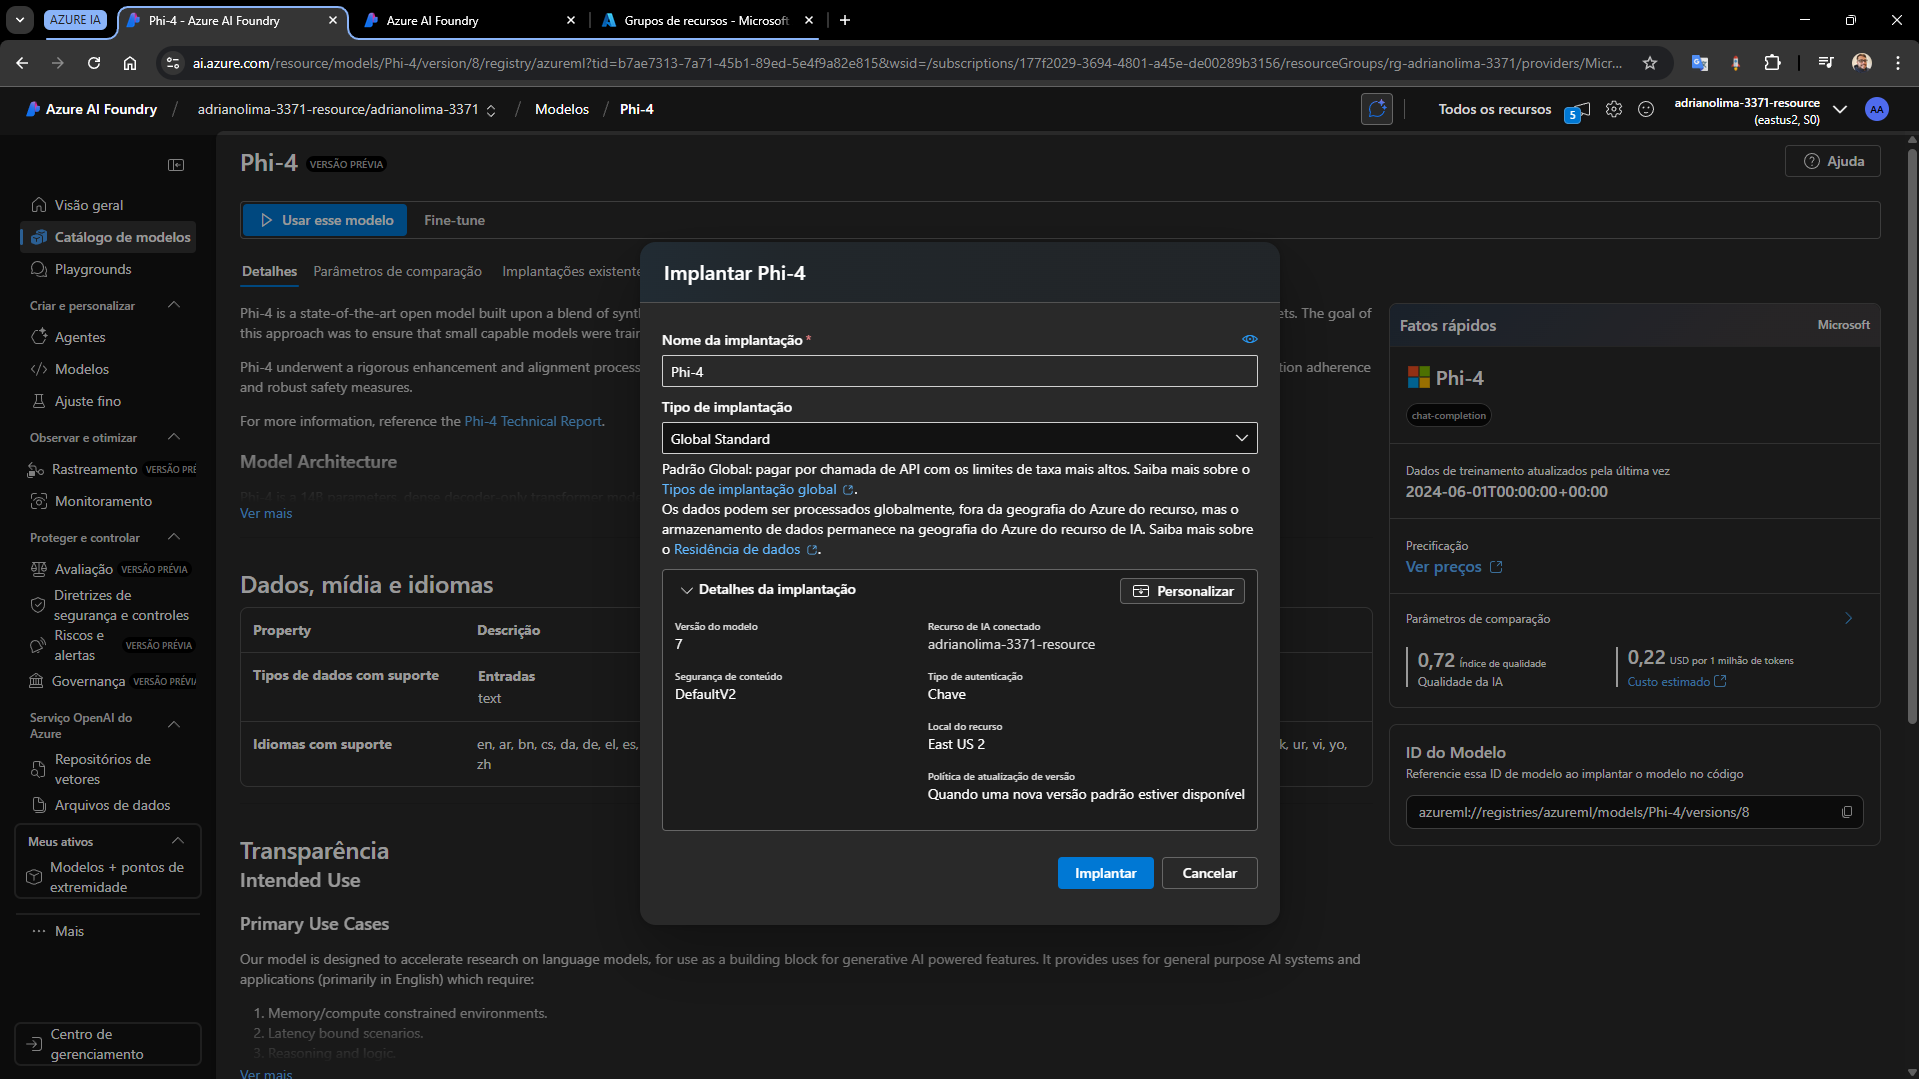 AZURE IA
Phi-4 - Azure AI Foundry
Azure AI Foundry
Grupos de recursos - Microsoft
ai.azure.com/resource/models/Phi-4/version/8/registry/azureml?tid=b7ae7313-7a71-45b1-89ed-5e4f9a82e815&wsid=/subscriptions/177f2029-3694-4801-a45e-de00289b3156/resourceGroups/rg-adrianolima-3371/providers/Micr...
Azure AI Foundry
/
adrianolima-3371-resource/adrianolima-3371
/
Modelos
/
Phi-4
Todos os recursos
5
adrianolima-3371-resource
(eastus2, S0)
AA
Visão geral
Catálogo de modelos
Playgrounds
Criar e personalizar
Agentes
Modelos
Ajuste fino
Observar e otimizar
Rastreamento VERSÃO PRÉ
Monitoramento
Proteger e controlar
Avaliação VERSÃO PRÉVIA
Diretrizes de
segurança e controles
Riscos e
alertas
VERSÃO PRÉVIA
Governança VERSÃO PRÉVIA
Serviço OpenAI do
Azure
Repositórios de
vetores
Arquivos de dados
Meus ativos
Modelos + pontos de
extremidade
Mais
Centro de
gerenciamento
Phi-4 VERSÃO PRÉVIA
Ajuda
Usar esse modelo
Fine-tune
Detalhes
Parâmetros de comparação
Implantações existente
Phi-4 is a state-of-the-art open model built upon a blend of synt
ets. The goal of
this approach was to ensure that small capable models were trai
Phi-4 underwent a rigorous enhancement and alignment proces
tion adherence
and robust safety measures.
For more information, reference the Phi-4 Technical Report.
Model Architecture
Phi-4 is a 14B parameters, dense decoder-only transformer mod
Ver mais
Dados, mídia e idiomas
Property
Descrição
Tipos de dados com suporte
Entradas
text
Idiomas com suporte
en, ar, bn, cs, da, de, el, es,
k, ur, vi, yo,
zh
Transparência
Intended Use
Primary Use Cases
Our model is designed to accelerate research on language models, for use as a building block for generative AI powered features. It provides uses for general purpose AI systems and
applications (primarily in English) which require:
1. Memory/compute constrained environments.
2. Latency bound scenarios.
3. Reasoning and logic.
Ver mais
Implantar Phi-4
Nome da implantação *
Phi-4
Tipo de implantação
Global Standard
Padrão Global: pagar por chamada de API com os limites de taxa mais altos. Saiba mais sobre o
Tipos de implantação global .
Os dados podem ser processados globalmente, fora da geografia do Azure do recurso, mas o
armazenamento de dados permanece na geografia do Azure do recurso de IA. Saiba mais sobre
o Residência de dados .
Detalhes da implantação
Personalizar
Versão do modelo
7
Segurança de conteúdo
DefaultV2
Recurso de IA conectado
adrianolima-3371-resource
Tipo de autenticação
Chave
Local do recurso
East US 2
Política de atualização de versão
Quando uma nova versão padrão estiver disponível
Implantar
Cancelar
Fatos rápidos
Microsoft
Phi-4
chat-completion
Dados de treinamento atualizados pela última vez
2024-06-01T00:00:00+00:00
Precificação
Ver preços
Parâmetros de comparação
0,72 Índice de qualidade
Qualidade da IA
0,22 USD por 1 milhão de tokens
Custo estimado
ID do Modelo
Referencie essa ID de modelo ao implantar o modelo no código
azureml://registries/azureml/models/Phi-4/versions/8